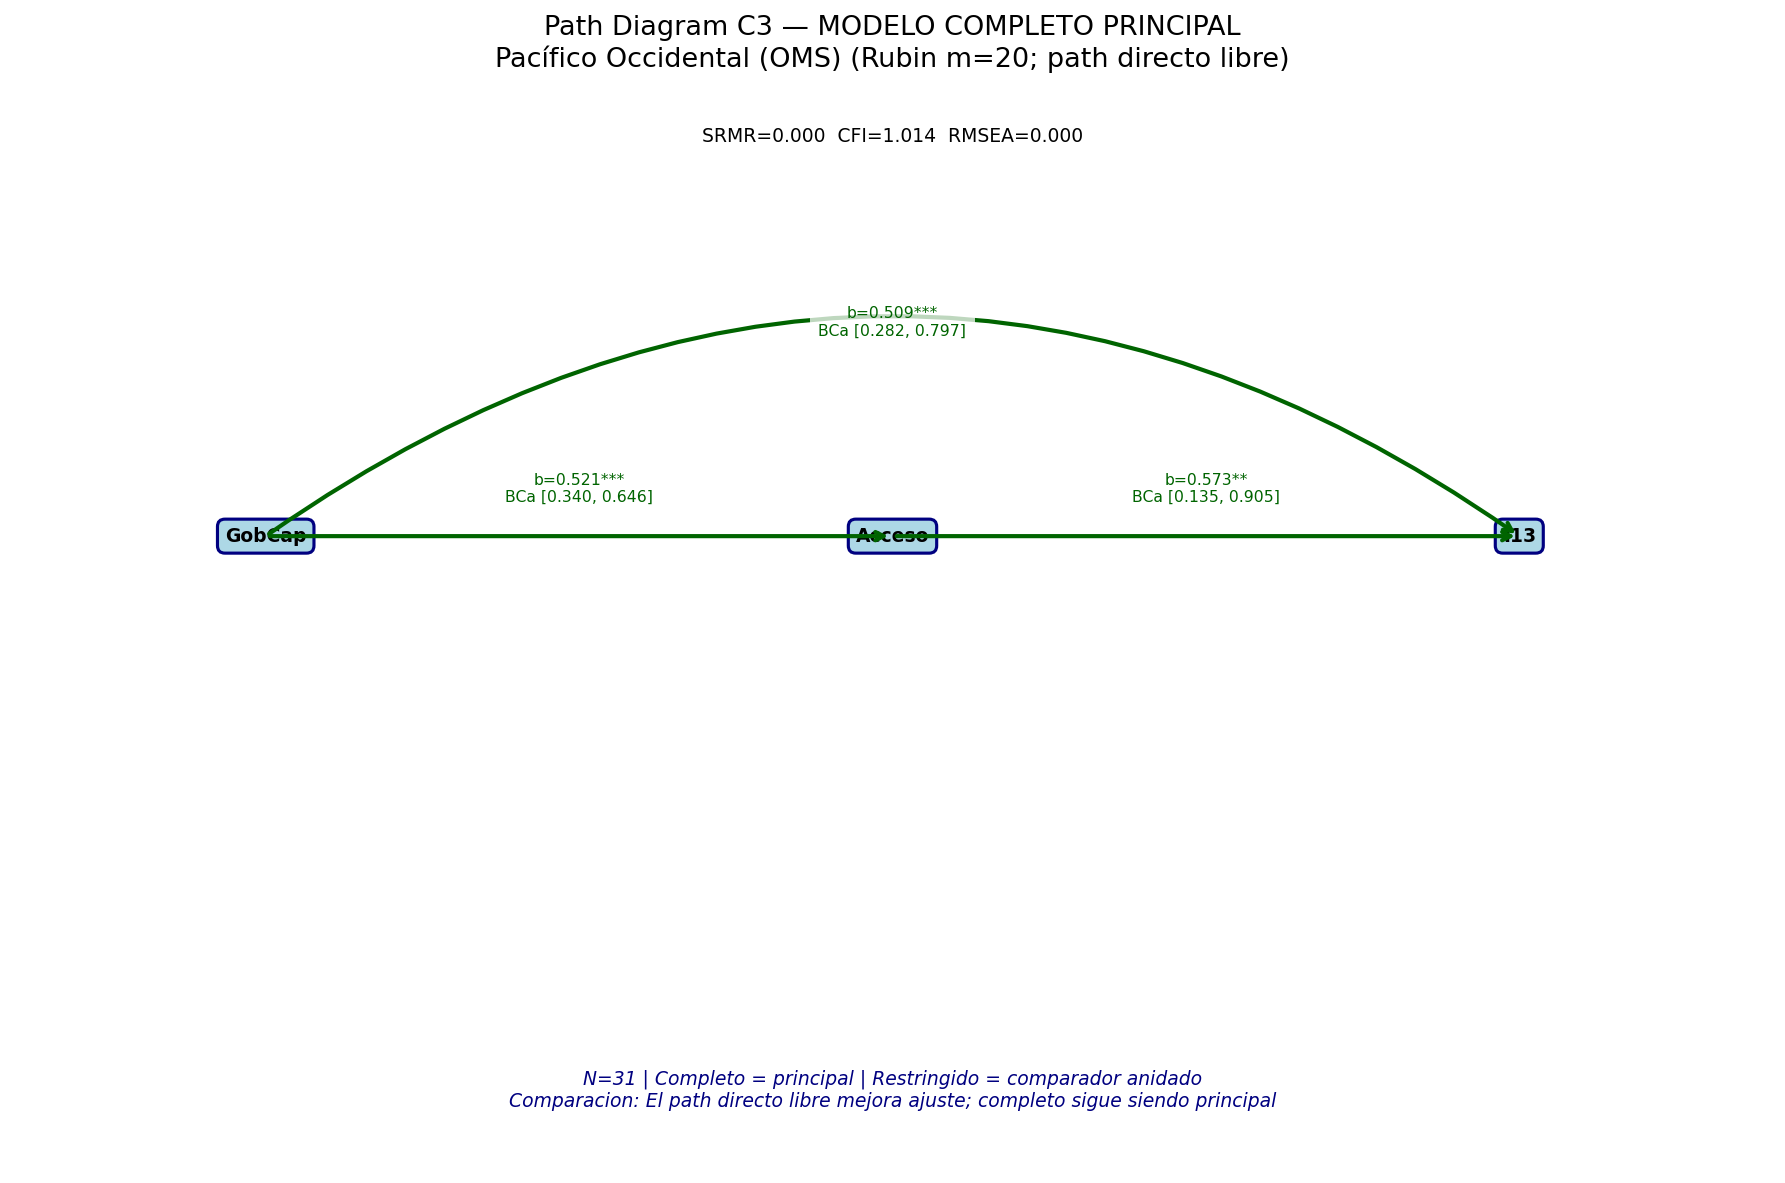 Path Diagram C3 — MODELO COMPLETO PRINCIPAL
Pacífico Occidental (OMS) (Rubin m=20; path directo libre)
SRMR=0.000  CFI=1.014  RMSEA=0.000
b=0.509***
BCa [0.282, 0.797]
b=0.521***
BCa [0.340, 0.646]
b=0.573**
BCa [0.135, 0.905]
GobCap
Acceso
N=31 | Completo = principal | Restringido = comparador anidado
Comparacion: El path directo libre mejora ajuste; completo sigue siendo principal